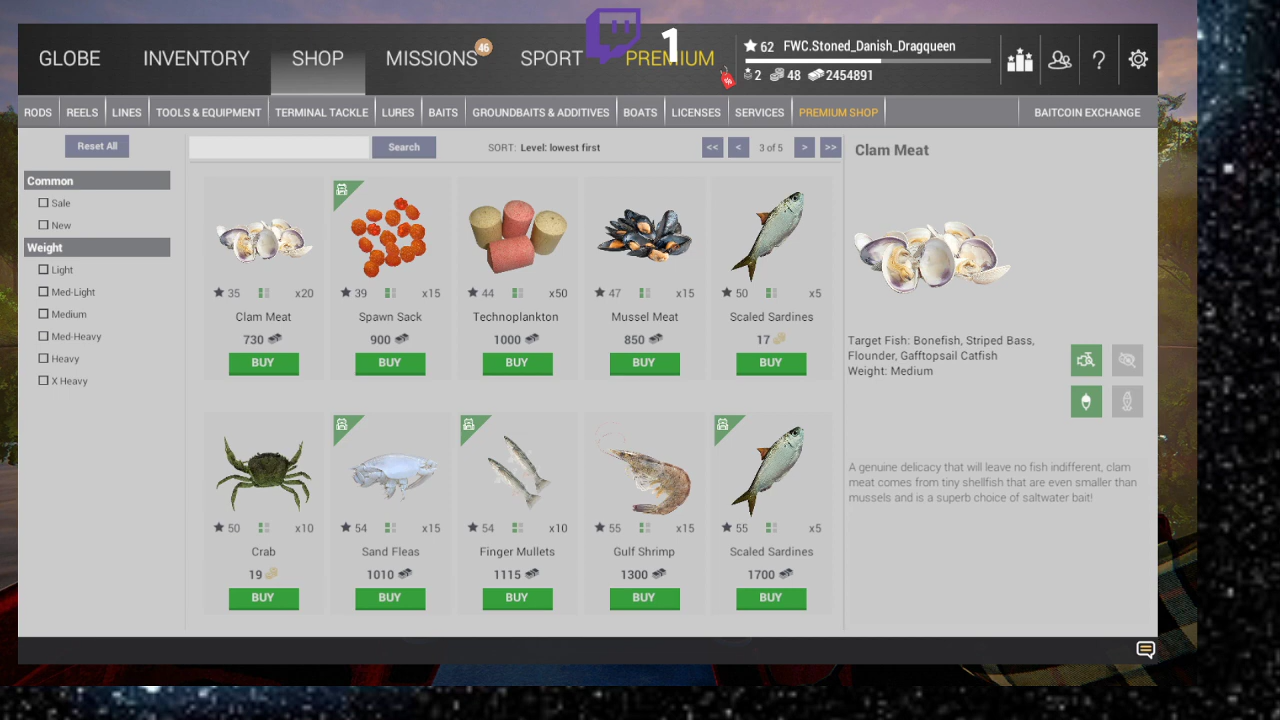 GLOBE INVENTORY SHOP MISSIONS 46 SPORT 1 PREMIUM
62 FWC.Stoned_Danish_Dragqueen
2 48 2454891
RODS REELS LINES TOOLS & EQUIPMENT TERMINAL TACKLE LURES BAITS GROUNDBAITS & ADDITIVES BOATS LICENSES SERVICES PREMIUM SHOP BAITCOIN EXCHANGE
Reset All
Common
Sale
New
Weight
Light
Med-Light
Medium
Med-Heavy
Heavy
X Heavy
Search SORT: Level: lowest first << < 3 of 5 > >>
35 x20 39 x15 44 x50 47 x15 50 x5
Clam Meat Spawn Sack Technoplankton Mussel Meat Scaled Sardines
730 900 1000 850 17
BUY BUY BUY BUY BUY
50 x10 54 x15 54 x10 55 x15 55 x5
Crab Sand Fleas Finger Mullets Gulf Shrimp Scaled Sardines
19 1010 1115 1300 1700
BUY BUY BUY BUY BUY
Clam Meat
Target Fish: Bonefish, Striped Bass,
Flounder, Gafftopsail Catfish
Weight: Medium
A genuine delicacy that will leave no fish indifferent, clam
meat comes from tiny shellfish that are even smaller than
mussels and is a superb choice of saltwater bait!